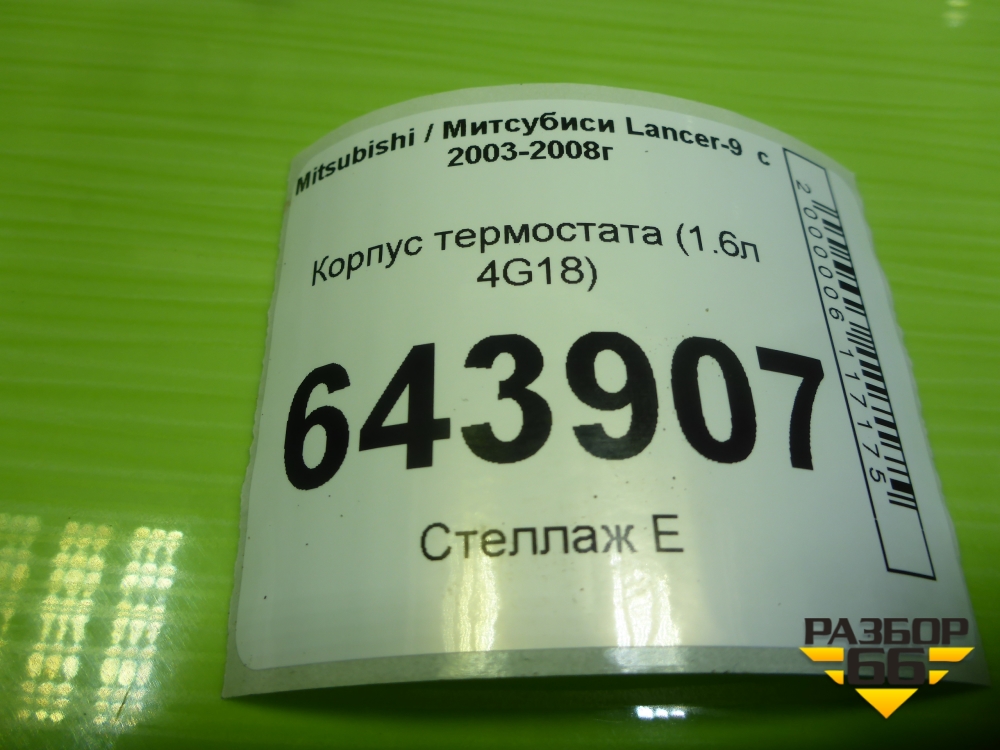 Mitsubishi / Митсубиси Lancer-9 с
2003-2008г
Корпус термостата (1.6л
4G18)
643907
Стеллаж Е
2000006117175
РАЗБОР
66